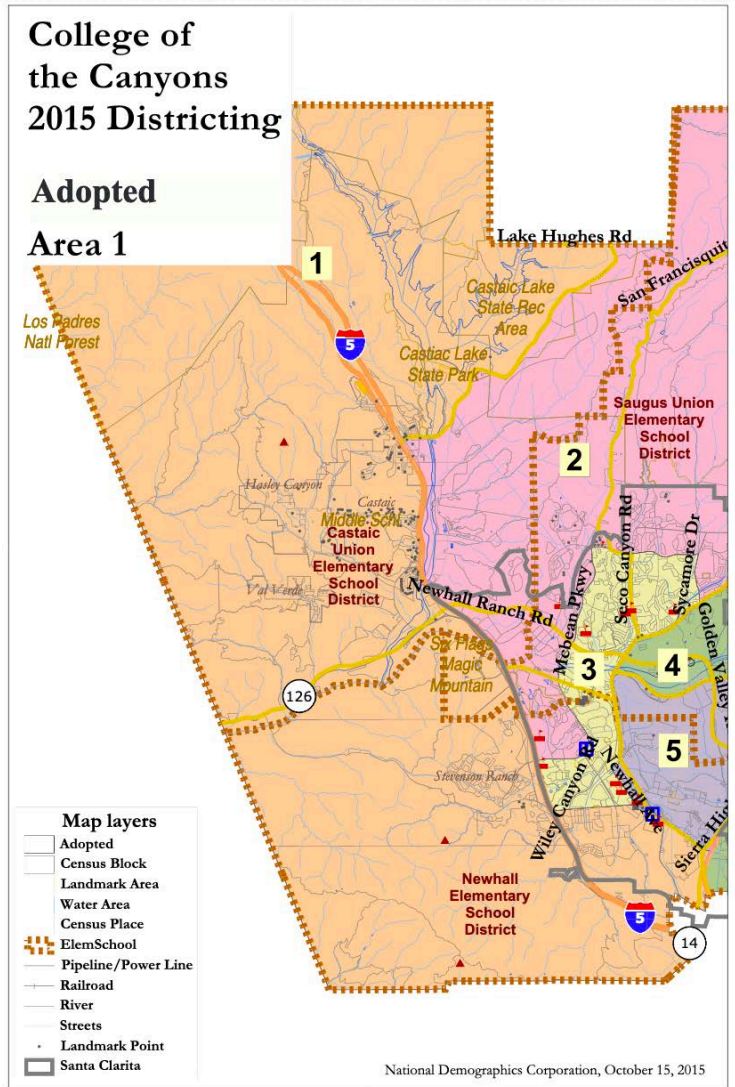 College of
the Canyons
2015 Districting
Adopted
Area 1
Lake Hughes Rd
1
San Francisquit
Castaic Lake
State Rec
Area
Los Padres
Natl Forest
5
Castiac Lake
State Park
Saugus Union
Elementary
School
District
2
Hasley Canyon
Castaic
Middle Schl
Castaic
Union
Elementary
School
District
Seco Canyon Rd
Sycamore Dr
Mcbean Pkwy
Val Verde
Newhall Ranch Rd
Golden Valley R
Six Flags
Magic
Mountain
3
4
126
5
Stevenson Ranch
Newhall Ave
Wiley Canyon Rd
Sierra High
Newhall
Elementary
School
District
5
14
Map layers
Adopted
Census Block
Landmark Area
Water Area
Census Place
ElemSchool
Pipeline/Power Line
Railroad
River
Streets
Landmark Point
Santa Clarita
National Demographics Corporation, October 15, 2015